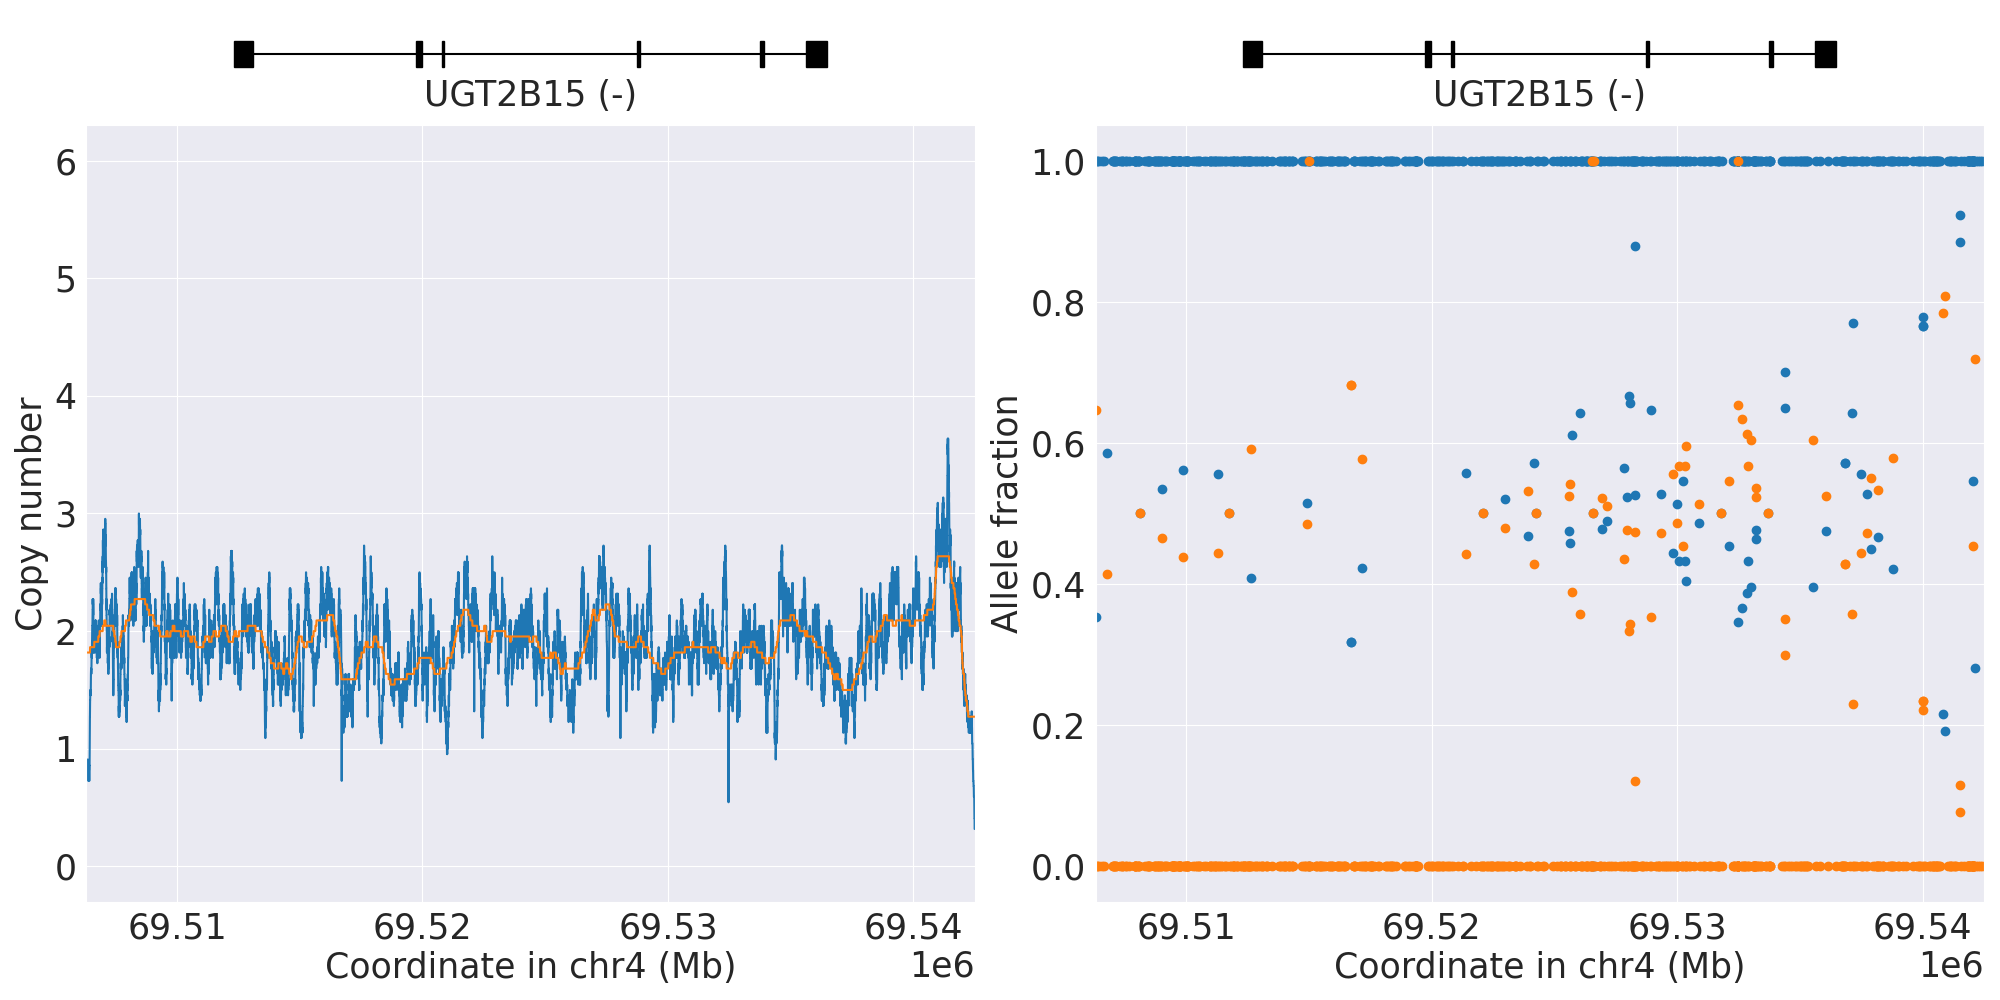 UGT2B15 (-)
6
5
4
3
2
1
0
Copy number
69.51 69.52 69.53 69.54
Coordinate in chr4 (Mb)
1e6
UGT2B15 (-)
1.0
0.8
0.6
0.4
0.2
0.0
Allele fraction
69.51 69.52 69.53 69.54
Coordinate in chr4 (Mb)
1e6